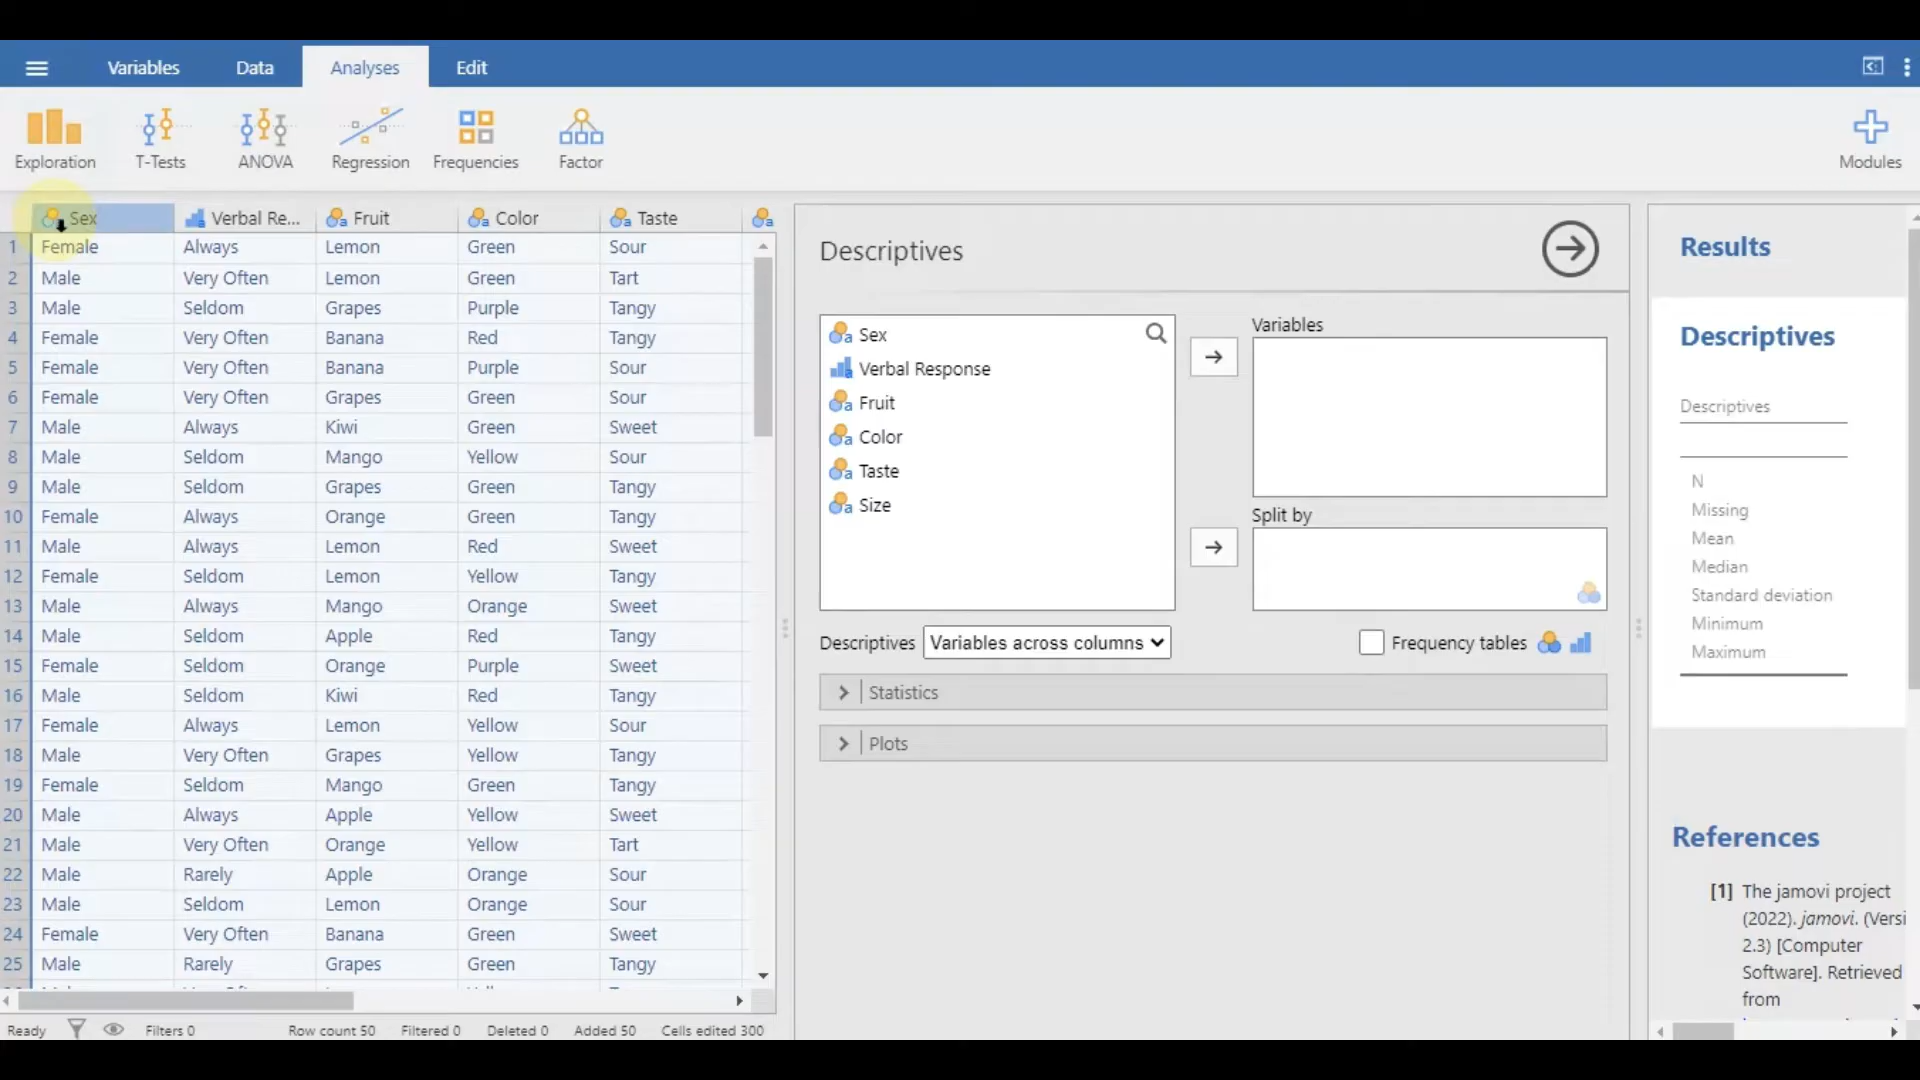 Variables Data Analyses Edit
Exploration T-Tests ANOVA Regression Frequencies Factor Modules
Sex Verbal Re... Fruit Color Taste
1 Female Always Lemon Green Sour
2 Male Very Often Lemon Green Tart
3 Male Seldom Grapes Purple Tangy
4 Female Very Often Banana Red Tangy
5 Female Very Often Banana Purple Sour
6 Female Very Often Grapes Green Sour
7 Male Always Kiwi Green Sweet
8 Male Seldom Mango Yellow Sour
9 Male Seldom Grapes Green Tangy
10 Female Always Orange Green Tangy
11 Male Always Lemon Red Sweet
12 Female Seldom Lemon Yellow Tangy
13 Male Always Mango Orange Sweet
14 Male Seldom Apple Red Tangy
15 Female Seldom Orange Purple Sweet
16 Male Seldom Kiwi Red Tangy
17 Female Always Lemon Yellow Sour
18 Male Very Often Grapes Yellow Tangy
19 Female Seldom Mango Green Tangy
20 Male Always Apple Yellow Sweet
21 Male Very Often Orange Yellow Tart
22 Male Rarely Apple Orange Sour
23 Male Seldom Lemon Orange Sour
24 Female Very Often Banana Green Sweet
25 Male Rarely Grapes Green Tangy
Ready Filters 0 Row count 50 Filtered 0 Deleted 0 Added 50 Cells edited 300
Descriptives
Sex
Verbal Response
Fruit
Color
Taste
Size
Variables
Split by
Descriptives Variables across columns Frequency tables
Statistics
Plots
Results
Descriptives
Descriptives
N
Missing
Mean
Median
Standard deviation
Minimum
Maximum
References
[1] The jamovi project
(2022). jamovi. (Versi
2.3) [Computer
Software]. Retrieved
from